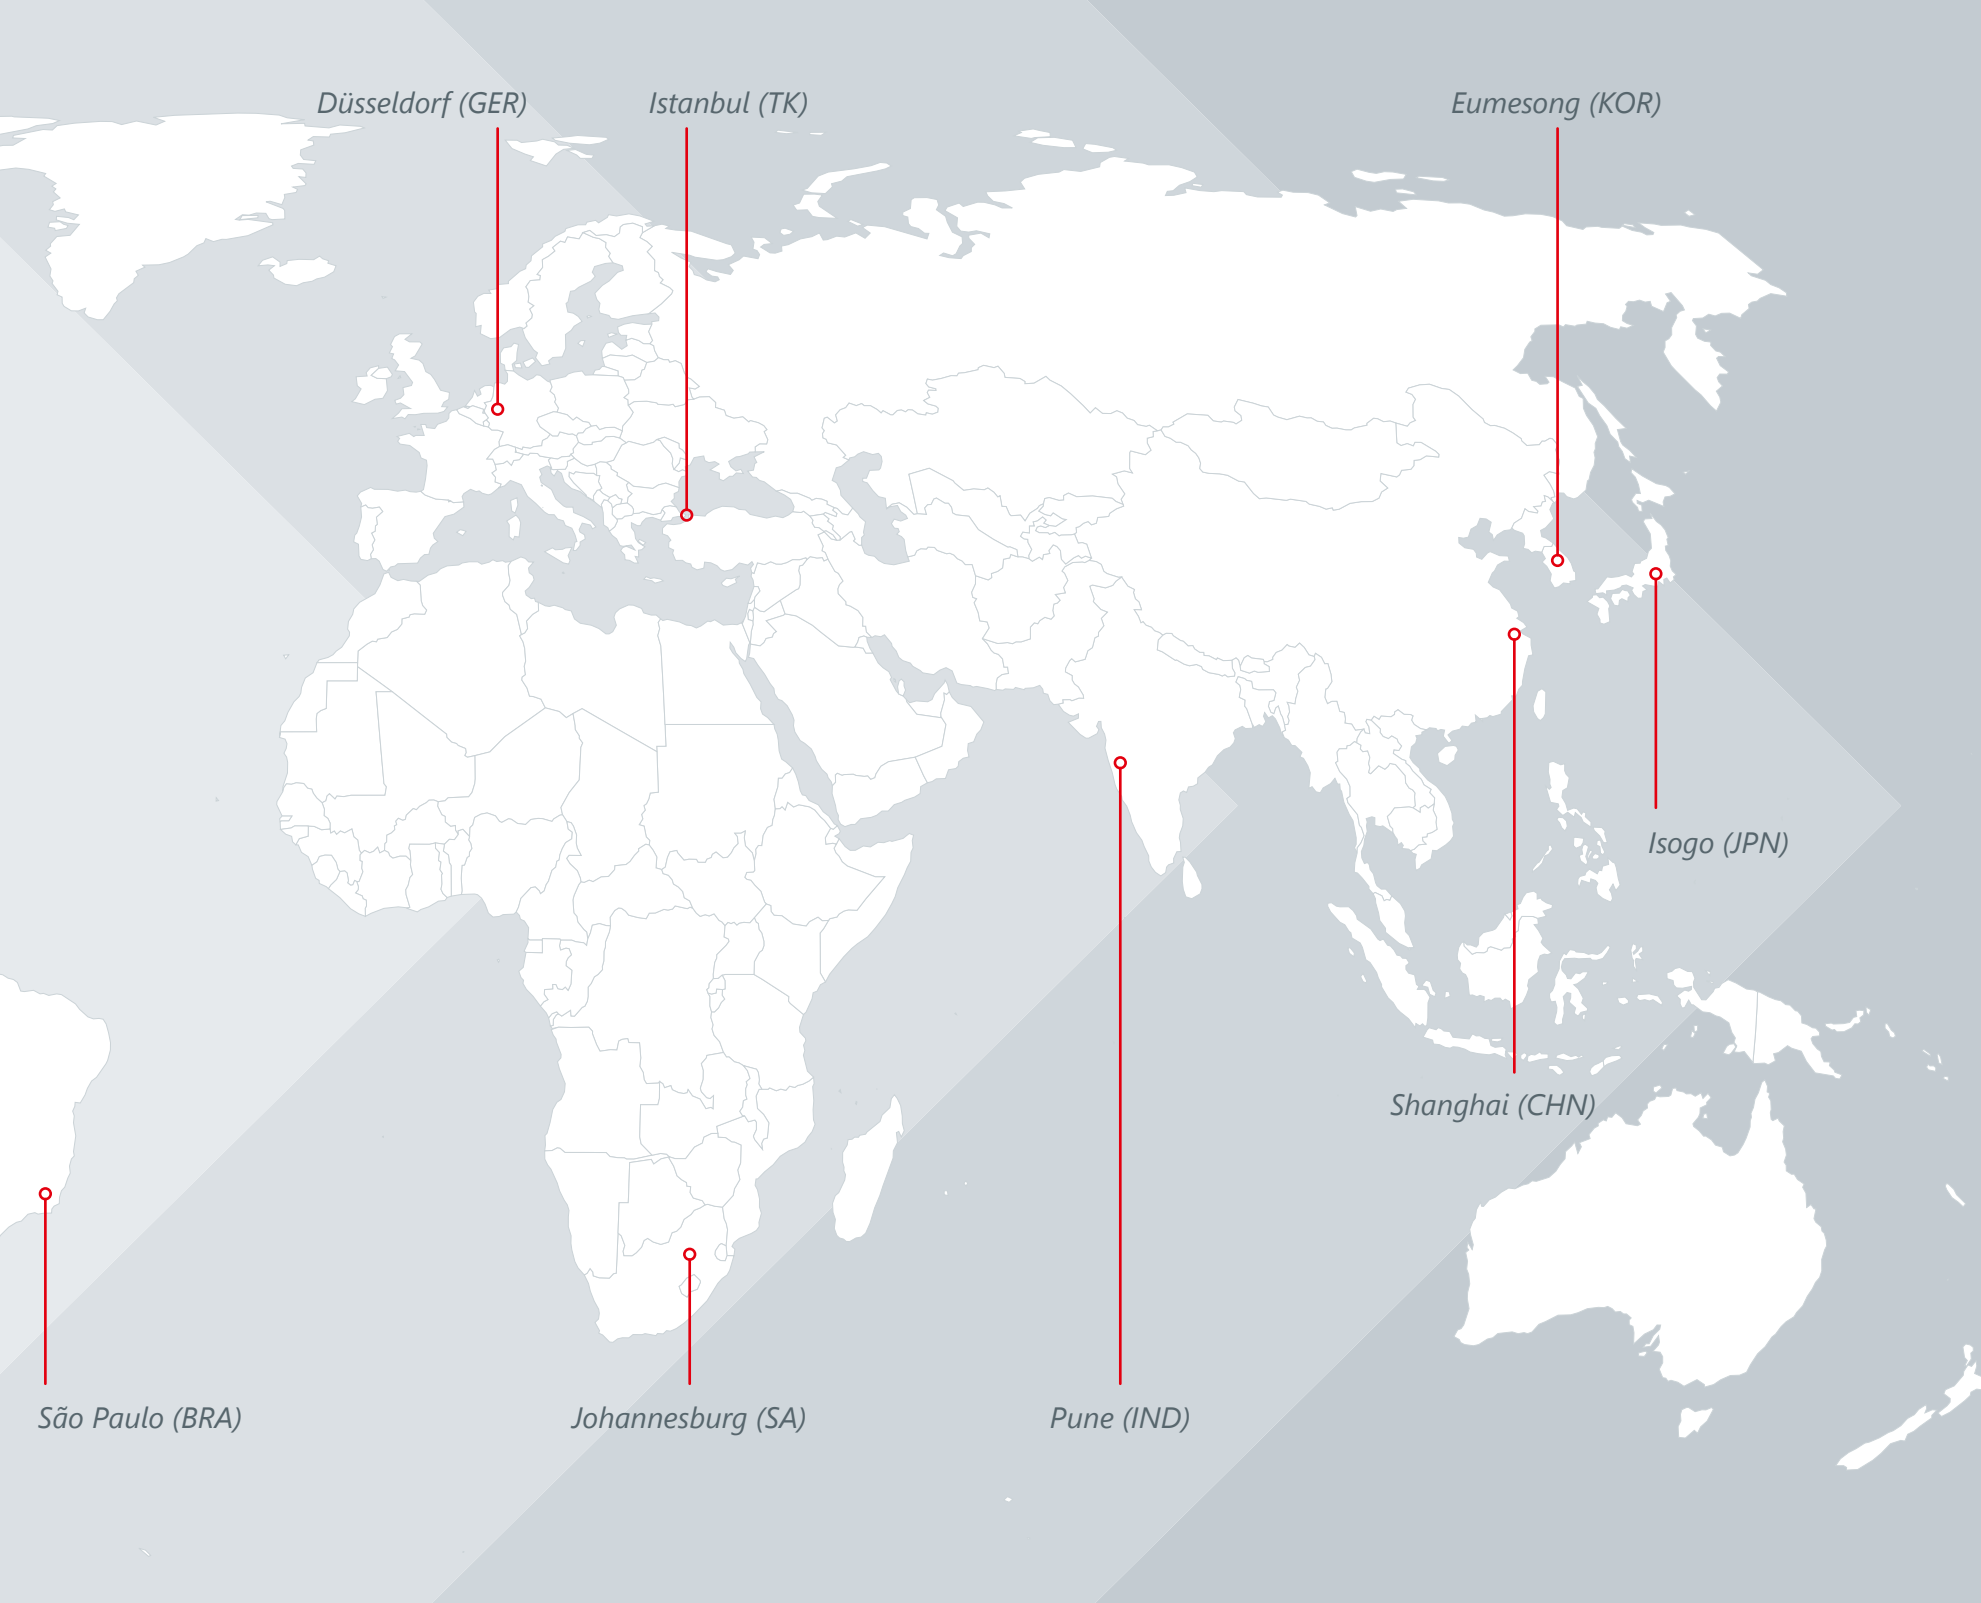 Düsseldorf (GER)
Istanbul (TK)
Eumesong (KOR)
Isogo (JPN)
Shanghai (CHN)
São Paulo (BRA)
Johannesburg (SA)
Pune (IND)